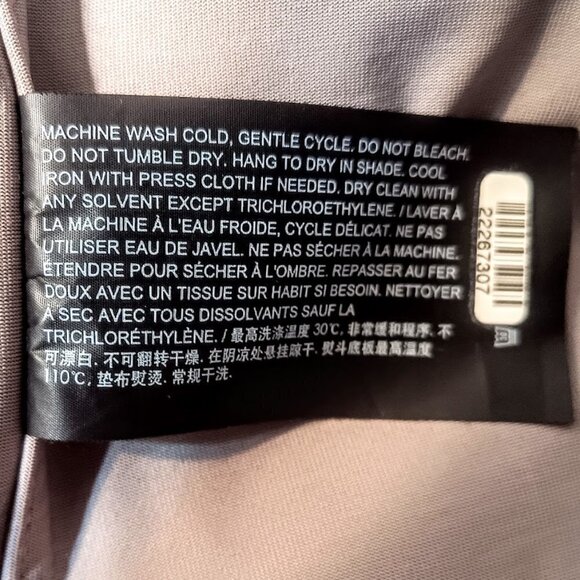 MACHINE WASH COLD, GENTLE CYCLE. DO NOT BLEACH.
DO NOT TUMBLE DRY. HANG TO DRY IN SHADE. COOL
IRON WITH PRESS CLOTH IF NEEDED. DRY CLEAN WITH
ANY SOLVENT EXCEPT TRICHLOROETHYLENE. / LAVER À
LA MACHINE À L'EAU FROIDE, CYCLE DÉLICAT. NE PAS
UTILISER EAU DE JAVEL. NE PAS SÉCHER À LA MACHINE.
ÉTENDRE POUR SÉCHER À L'OMBRE. REPASSER AU FER
DOUX AVEC UN TISSUE SUR HABIT SI BESOIN. NETTOYER
À SEC AVEC TOUS DISSOLVANTS SAUF LA
TRICHLORÉTHYLÈNE. / 最高洗涤温度 30℃. 非常缓和程序. 不
可漂白. 不可翻转干燥. 在阴凉处悬挂晾干. 熨斗底板最高温度
110℃, 垫布熨烫. 常规干洗.
22267307